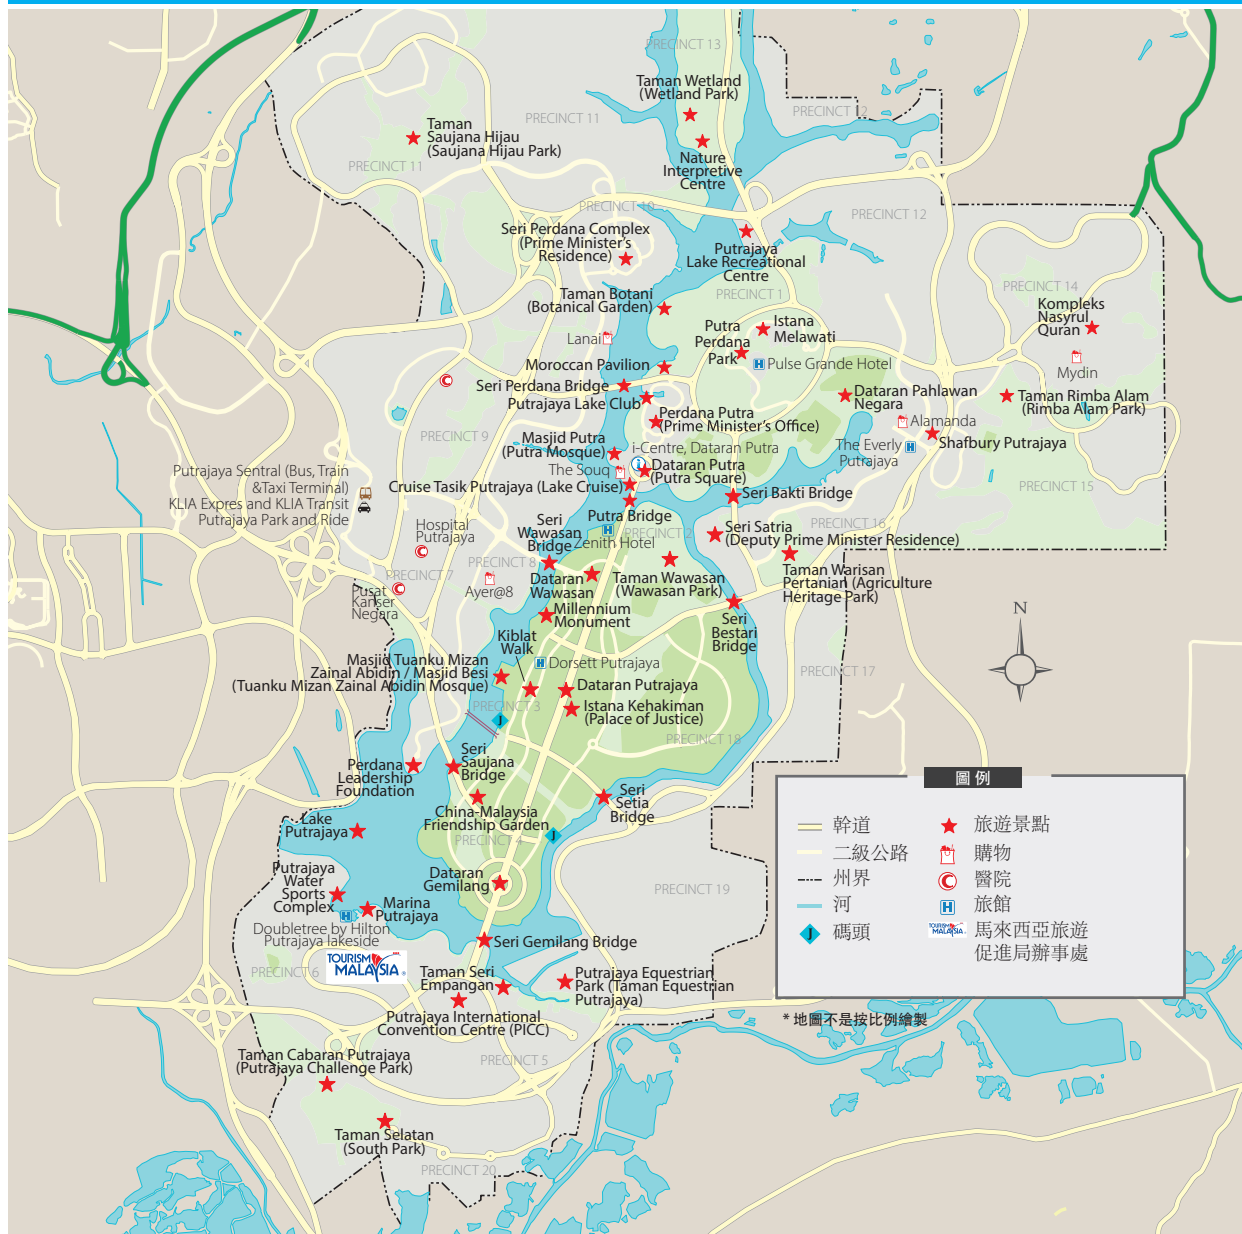 PRECINCT 13
Taman Wetland
(Wetland Park)
PRECINCT 11
PRECINCT 12
Taman
Saujana Hijau
(Saujana Hijau Park)
PRECINCT 11
Nature
Interpretive
Centre
PRECINCT 10
PRECINCT 12
Seri Perdana Complex
(Prime Minister's
Residence)
Putrajaya
Lake Recreational
Centre
PRECINCT 1
PRECINCT 14
Taman Botani
(Botanical Garden)
Kompleks
Nasyrul
Quran
Putra
Perdana
Park
Istana
Melawati
Lanai
Moroccan Pavilion
Pulse Grande Hotel
Mydin
Seri Perdana Bridge
Putrajaya Lake Club
Dataran Pahlawan
Negara
Taman Rimba Alam
(Rimba Alam Park)
Perdana Putra
(Prime Minister's Office)
Alamanda
PRECINCT 9
Masjid Putra
(Putra Mosque)
i-Centre, Dataran Putra
The Everly
Putrajaya
Shafbury Putrajaya
The Souq
Dataran Putra
(Putra Square)
Putrajaya Sentral (Bus, Train
&Taxi Terminal)
KLIA Expres and KLIA Transit
Putrajaya Park and Ride
Cruise Tasik Putrajaya (Lake Cruise)
Seri Bakti Bridge
PRECINCT 15
Putra Bridge
Hospital
Putrajaya
Seri
Wawasan
Bridge
Zenith Hotel
PRECINCT 2
Seri Satria
(Deputy Prime Minister Residence)
PRECINCT 16
PRECINCT 8
PRECINCT 7
Pusat
Kanser
Negara
Ayer@8
Dataran
Wawasan
Taman Wawasan
(Wawasan Park)
Taman Warisan
Pertanian (Agriculture
Heritage Park)
Millennium
Monument
Seri
Bestari
Bridge
N
Kiblat
Walk
Masjid Tuanku Mizan
Zainal Abidin / Masjid Besi
(Tuanku Mizan Zainal Abidin Mosque)
Dorsett Putrajaya
PRECINCT 17
Dataran Putrajaya
PRECINCT 3
Istana Kehakiman
(Palace of Justice)
J
PRECINCT 18
Perdana
Leadership
Foundation
Seri
Saujana
Bridge
Seri
Setia
Bridge
China-Malaysia
Friendship Garden
J
Lake
Putrajaya
PRECINCT 4
Putrajaya
Water
Sports
Complex
Dataran
Gemilang
PRECINCT 19
Marina
Putrajaya
Doubletree by Hilton
Putrajaya lakeside
Seri Gemilang Bridge
TOURISM
MALAYSIA
PRECINCT 6
Taman Seri
Empangan
Putrajaya Equestrian
Park (Taman Equestrian
Putrajaya)
Putrajaya International
Convention Centre (PICC)
Taman Cabaran Putrajaya
(Putrajaya Challenge Park)
PRECINCT 5
Taman Selatan
(South Park)
PRECINCT 20
圖例
幹道
二級公路
州界
河
J 碼頭
旅遊景點
購物
醫院
H 旅館
TOURISM MALAYSIA 馬來西亞旅遊
促進局辦事處
* 地圖不是按比例繪製